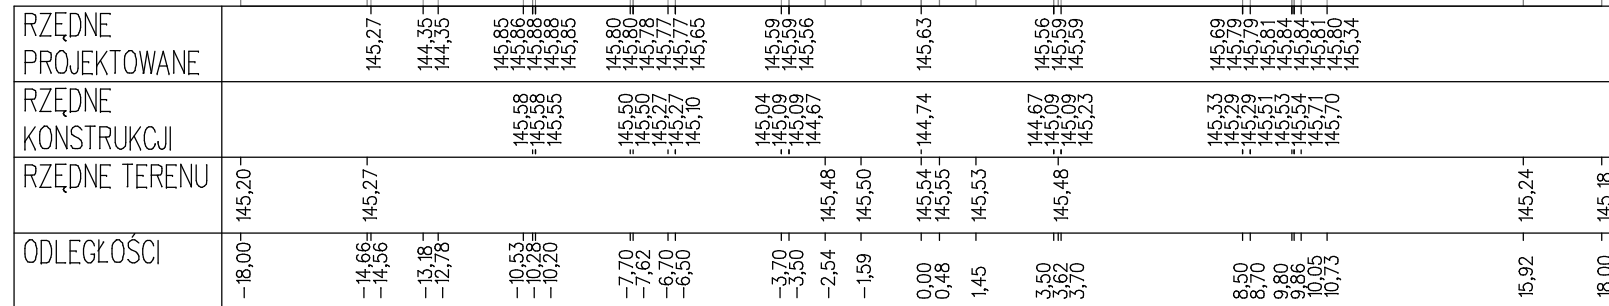 RZĘDNE
PROJEKTOWANE
145,27 144,35 144,35 145,85 145,86 145,88 145,88 145,85 145,80 145,80 145,78 145,77 145,77 145,65 145,59 145,59 145,56 145,63 145,56 145,59 145,59 145,69 145,79 145,79 145,81 145,84 145,84 145,81 145,80 145,34
RZĘDNE
KONSTRUKCJI
145,58 145,58 145,55 145,50 145,50 145,27 145,27 145,10 145,04 145,09 145,09 144,67 144,74 144,67 145,09 145,09 145,23 145,33 145,29 145,29 145,51 145,53 145,54 145,71 145,70
RZĘDNE TERENU
145,20 145,27 145,48 145,50 145,54 145,55 145,53 145,48 145,24 145,18
ODLEGŁOŚCI
-18,00 -14,66 -14,56 -13,18 -12,78 -10,53 -10,28 -10,20 -7,70 -7,62 -6,70 -6,50 -3,70 -3,50 -2,54 -1,59 0,00 0,48 1,45 3,50 3,62 3,70 8,50 8,70 9,80 9,86 10,05 10,73 15,92 18,00